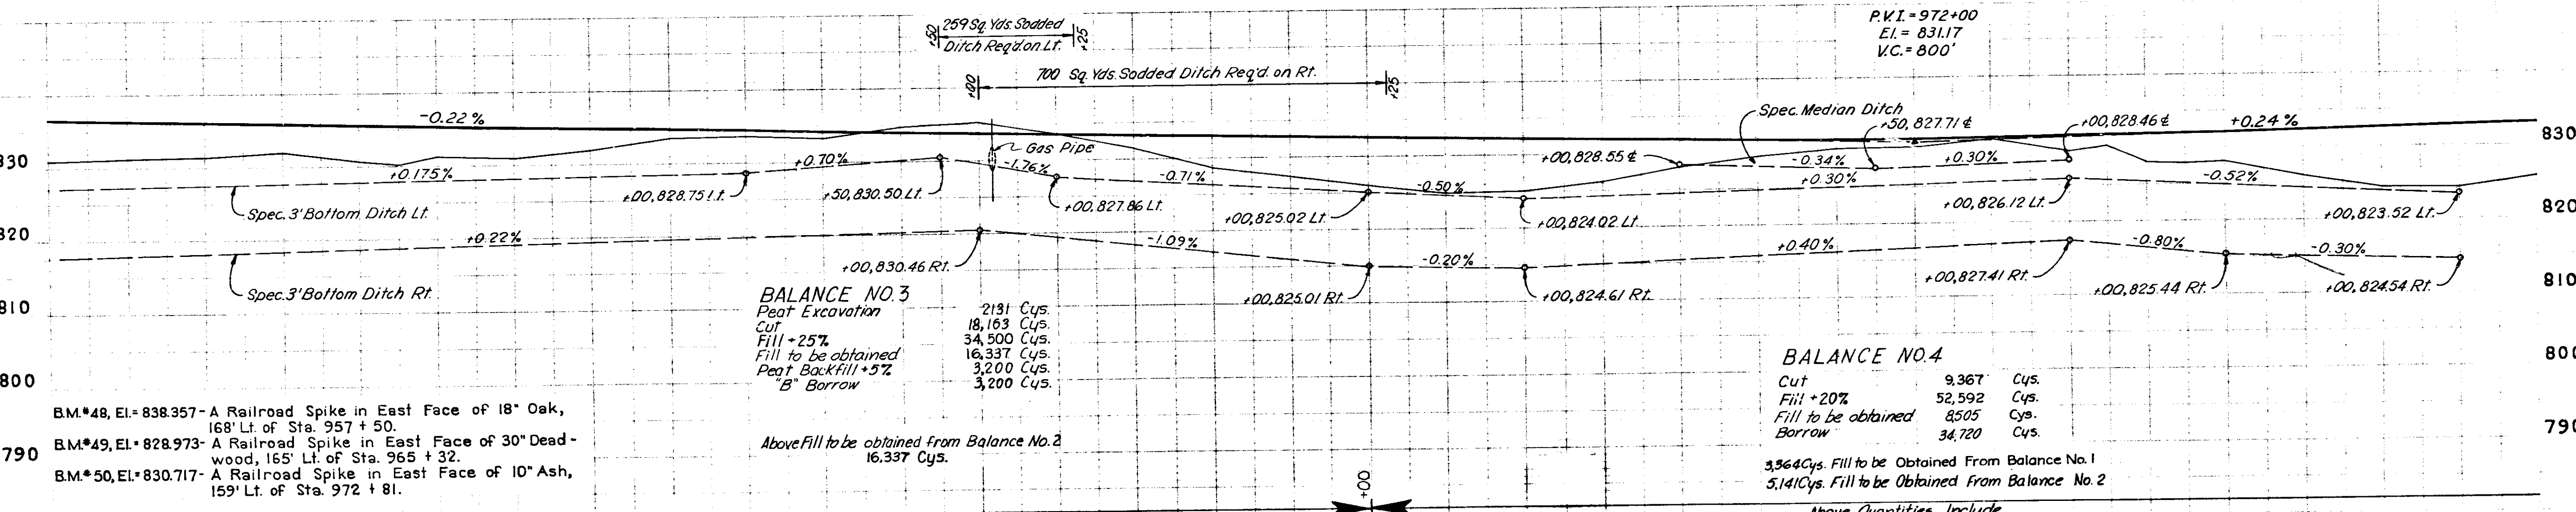 259 Sq. Yds. Sodded
Ditch Req'd. on Lt.
+50
+25
700 Sq. Yds. Sodded Ditch Req'd. on Rt.
+00
+25
P.V.I. = 972+00
El. = 831.17
V.C. = 800'
-0.22 %
Spec. Median Ditch
+50, 827.71 ℄
+00, 828.46 ℄
+0.24 %
830
830
+0.175%
+0.70%
Gas Pipe
-1.76%
-0.71%
-0.50%
+00, 828.55 ℄
-0.34%
+0.30%
+0.30%
-0.52%
Spec. 3' Bottom Ditch Lt.
+00, 828.75 Lt.
+50, 830.50 Lt.
+00, 827.86 Lt.
+00, 825.02 Lt.
+00, 824.02 Lt.
+00, 826.12 Lt.
+00, 823.52 Lt.
820
820
+0.22%
-1.09%
-0.20%
+0.40%
-0.80%
-0.30%
Spec. 3' Bottom Ditch Rt.
+00, 830.46 Rt.
+00, 825.01 Rt.
+00, 824.61 Rt.
+00, 827.41 Rt.
+00, 825.44 Rt.
+00, 824.54 Rt.
810
810
BALANCE NO. 3
Peat Excavation 2131 Cys.
Cut 18,163 Cys.
Fill +25% 34,500 Cys.
Fill to be obtained 16,337 Cys.
Peat Backfill +5% 3,200 Cys.
"B" Borrow 3,200 Cys.
Above Fill to be obtained from Balance No. 2
16,337 Cys.
800
800
BALANCE NO. 4
Cut 9,367 Cys.
Fill +20% 52,592 Cys.
Fill to be obtained 8,505 Cys.
Borrow 34,720 Cys.
3,364 Cys. Fill to be Obtained From Balance No. 1
5,141 Cys. Fill to be Obtained From Balance No. 2
Above Quantities Include
B.M.#48, El.= 838.357- A Railroad Spike in East Face of 18" Oak,
168' Lt. of Sta. 957 + 50.
B.M.#49, El.= 828.973- A Railroad Spike in East Face of 30" Dead-
wood, 165' Lt. of Sta. 965 + 32.
B.M.#50, El.= 830.717- A Railroad Spike in East Face of 10" Ash,
159' Lt. of Sta. 972 + 81.
790
790
+00